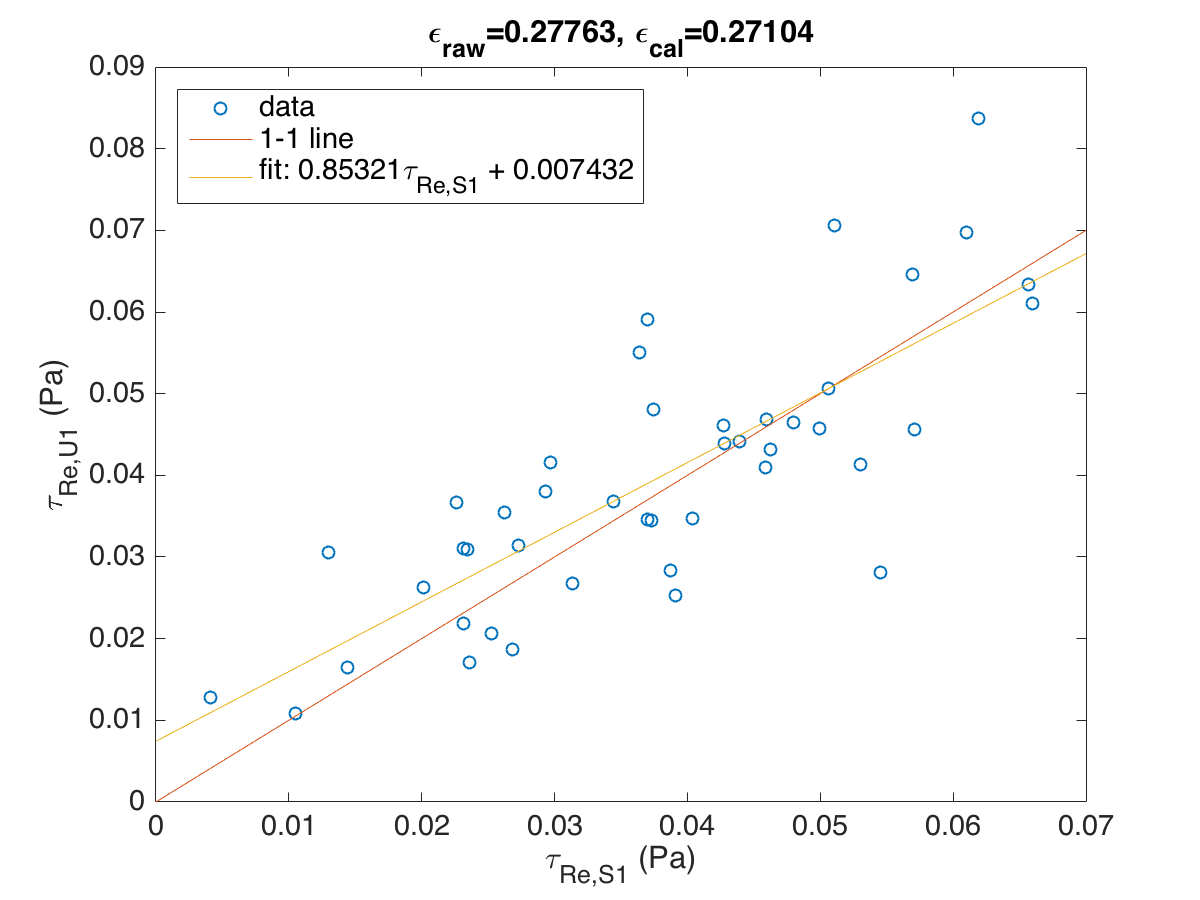 ϵraw=0.27763, ϵcal=0.27104
0.09
0.08
0.07
0.06
0.05
0.04
0.03
0.02
0.01
0
data
1-1 line
fit: 0.85321τRe,S1 + 0.007432
τRe,U1 (Pa)
0 0.01 0.02 0.03 0.04 0.05 0.06 0.07
τRe,S1 (Pa)